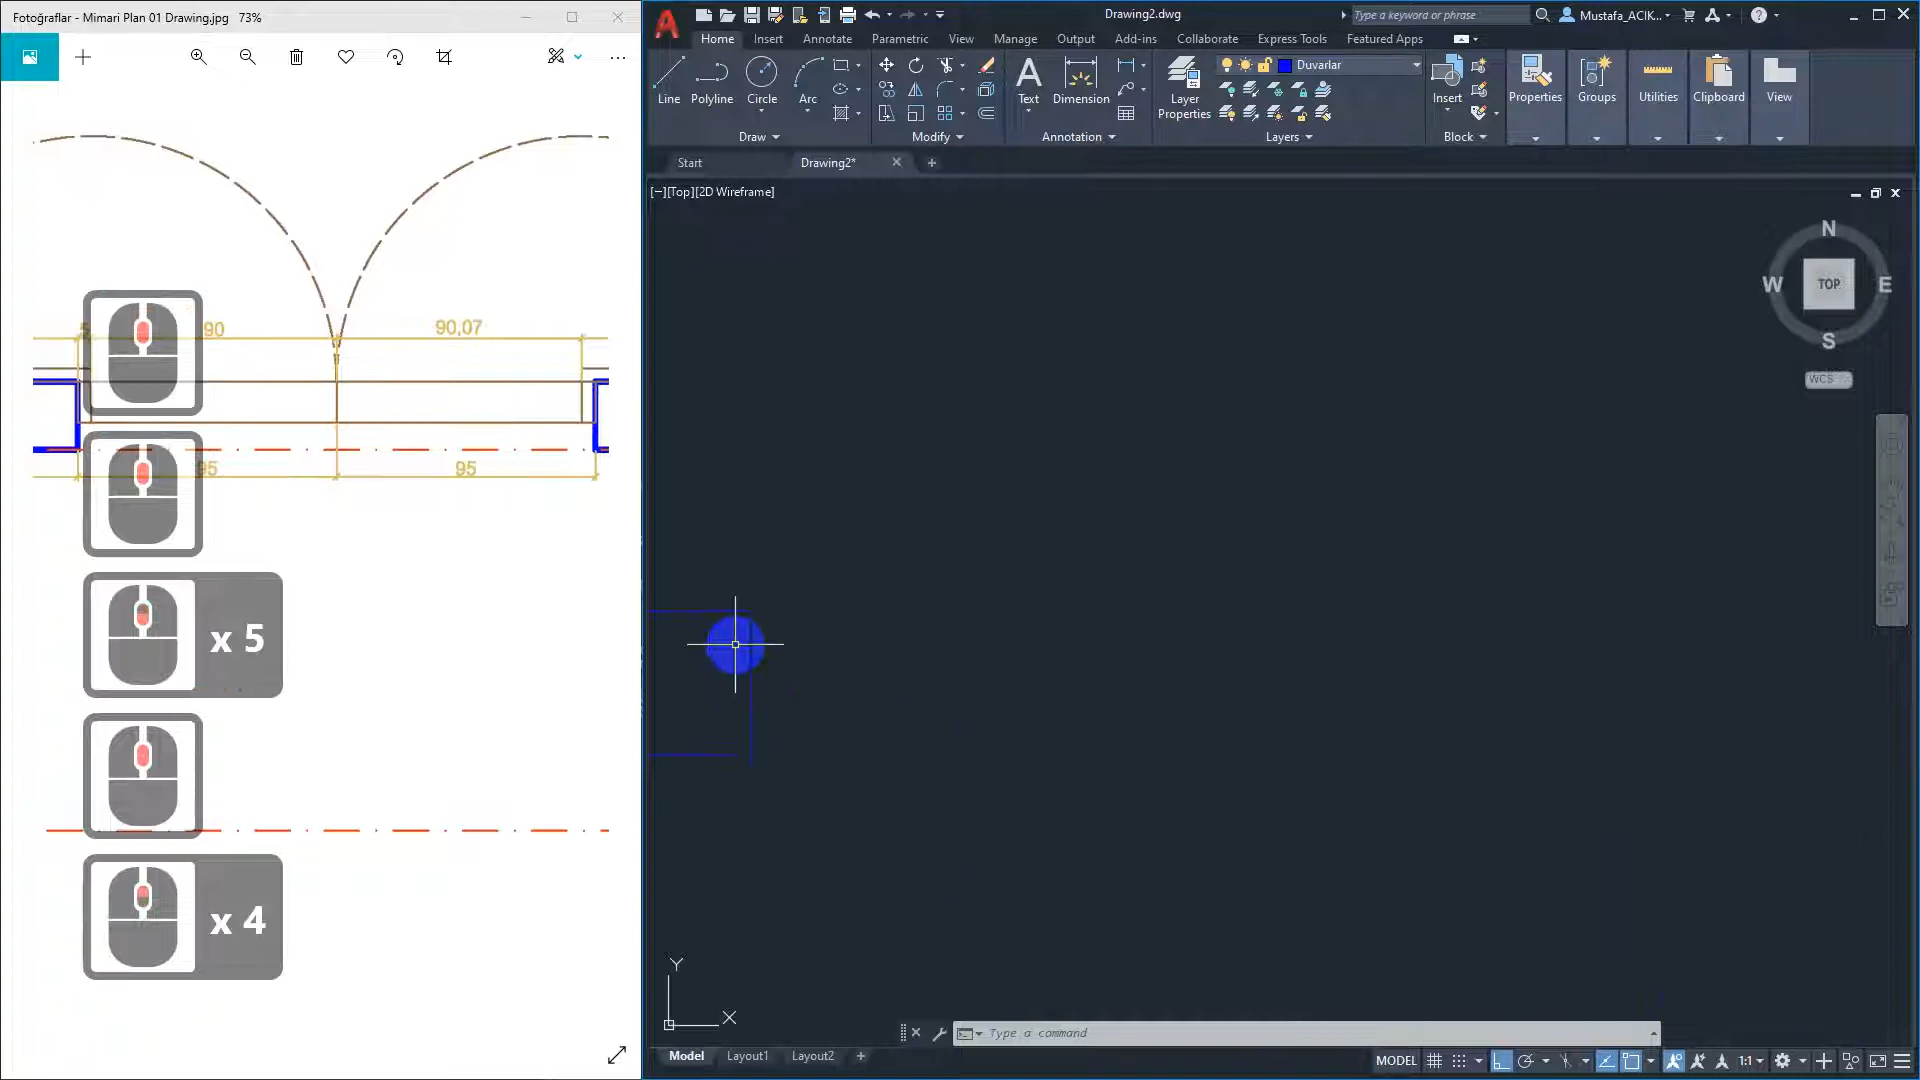 Fotoğraflar - Mimari Plan 01 Drawing.jpg 73%
5
90
90,07
95
95
x 5
x 4
Drawing2.dwg
Type a keyword or phrase
Mustafa_ACIK...
Home Insert Annotate Parametric View Manage Output Add-ins Collaborate Express Tools Featured Apps
Duvarlar
Line Polyline Circle Arc
Text Dimension
Layer
Properties
Insert
Properties Groups Utilities Clipboard View
Draw Modify Annotation Layers Block
Start Drawing2*
[−][Top][2D Wireframe]
N
W TOP E
S
WCS
Y
X
Type a command
Model Layout1 Layout2
MODEL 1:1